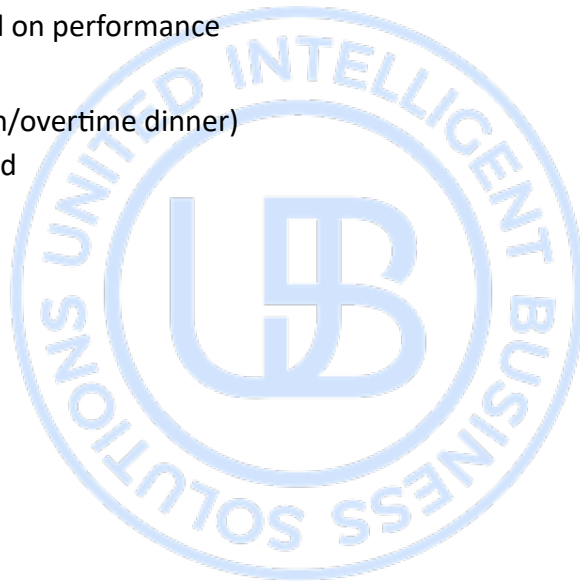 on performance
/overtime dinner)
UNITED INTELLIGENT BUSINESS SOLUTIONS
UB